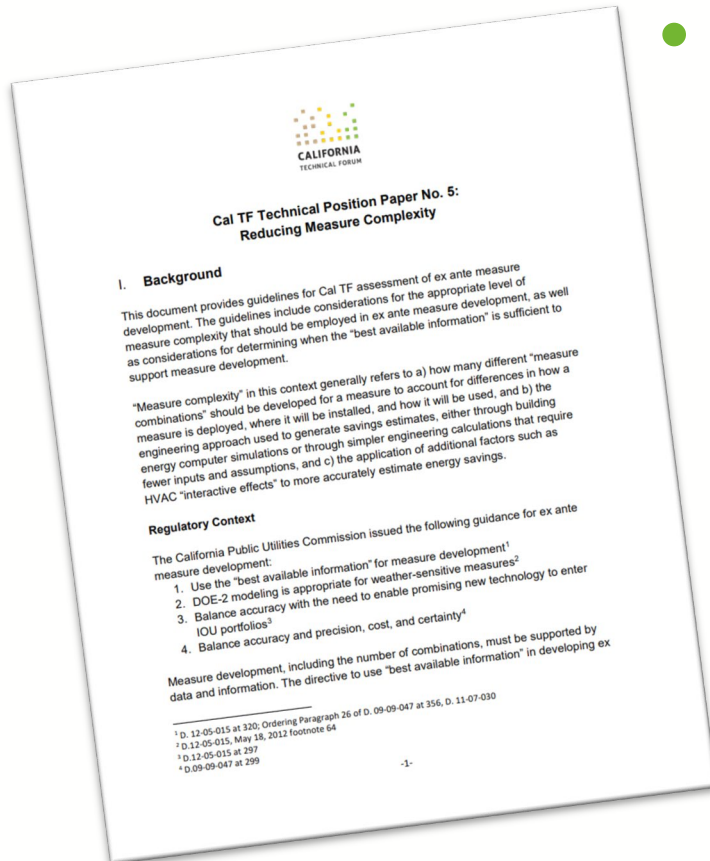 CALIFORNIA
TECHNICAL FORUM
Cal TF Technical Position Paper No. 5:
Reducing Measure Complexity
I. Background
This document provides guidelines for Cal TF assessment of ex ante measure
development. The guidelines include considerations for the appropriate level of
measure complexity that should be employed in ex ante measure development, as well
as considerations for determining when the "best available information" is sufficient to
support measure development.
"Measure complexity" in this context generally refers to a) how many different "measure
combinations" should be developed for a measure to account for differences in how a
measure is deployed, where it will be installed, and how it will be used, and b) the
engineering approach used to generate savings estimates, either through building
energy computer simulations or through simpler engineering calculations that require
fewer inputs and assumptions, and c) the application of additional factors such as
HVAC "interactive effects" to more accurately estimate energy savings.
Regulatory Context
The California Public Utilities Commission issued the following guidance for ex ante
measure development:
1. Use the "best available information" for measure development¹
2. DOE-2 modeling is appropriate for weather-sensitive measures²
3. Balance accuracy with the need to enable promising new technology to enter
IOU portfolios³
4. Balance accuracy and precision, cost, and certainty⁴
Measure development, including the number of combinations, must be supported by
data and information. The directive to use "best available information" in developing ex
¹ D. 12-05-015 at 320; Ordering Paragraph 26 of D. 09-09-047 at 356, D. 11-07-030
² D.12-05-015, May 18, 2012 footnote 64
³ D.12-05-015 at 297
⁴ D.09-09-047 at 299
-1-